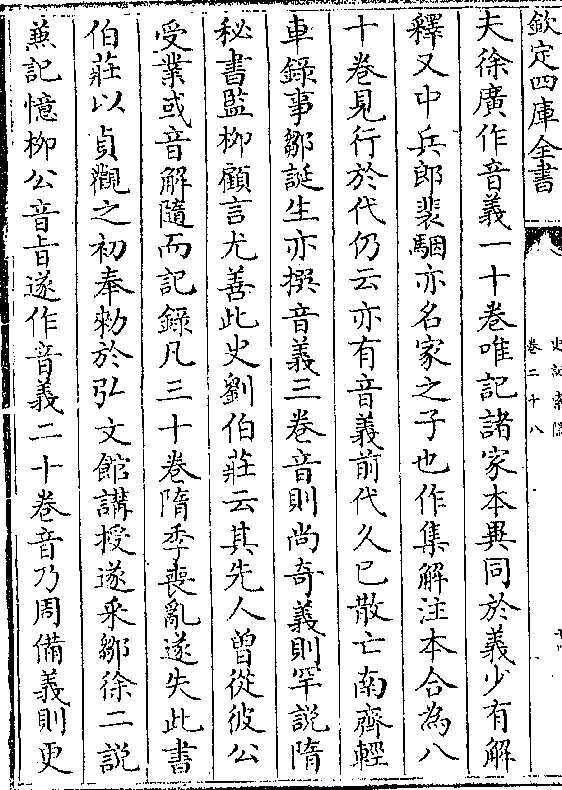 欽定四庫全書
史記索隱
卷二十八
夫徐廣作音義一十卷唯記諸家本異同於義少有解
釋又中兵郎裴駰亦名家之子也作集解注本合為八
十卷見行於代仍云亦有音義前代久已散亡南齊輕
車錄事鄒誕生亦撰音義三卷音則尚奇義則罕說隋
秘書監柳顧言尤善此史劉伯莊云其先人曽從彼公
受業或音解隨而記錄凡三十卷隋季喪亂遂失此書
伯莊以貞觀之初奉勑於弘文館講授遂采鄒徐二説
兼記憶柳公音旨遂作音義二十卷音乃周備義則更